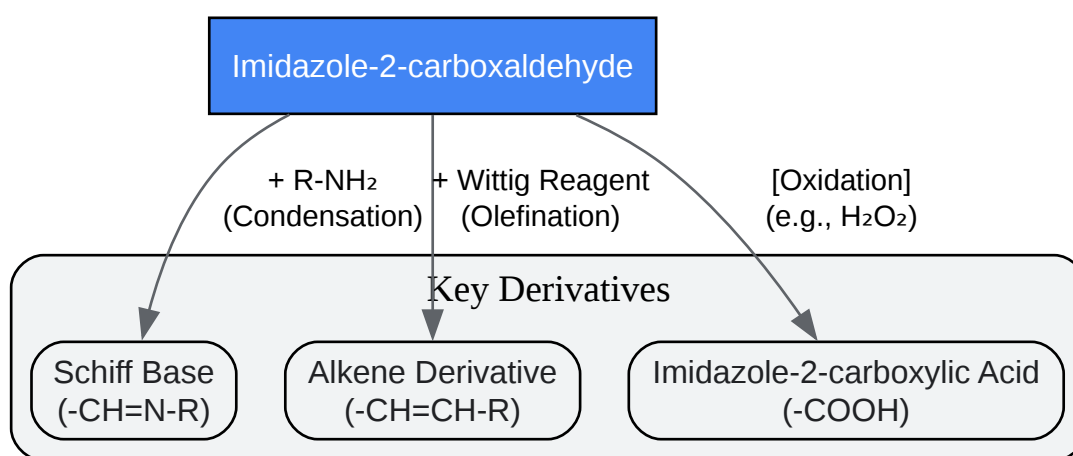 Imidazole-2-carboxaldehyde
+ R-NH₂
(Condensation)
+ Wittig Reagent
(Olefination)
[Oxidation]
(e.g., H₂O₂)
Key Derivatives
Schiff Base
(-CH=N-R)
Alkene Derivative
(-CH=CH-R)
Imidazole-2-carboxylic Acid
(-COOH)